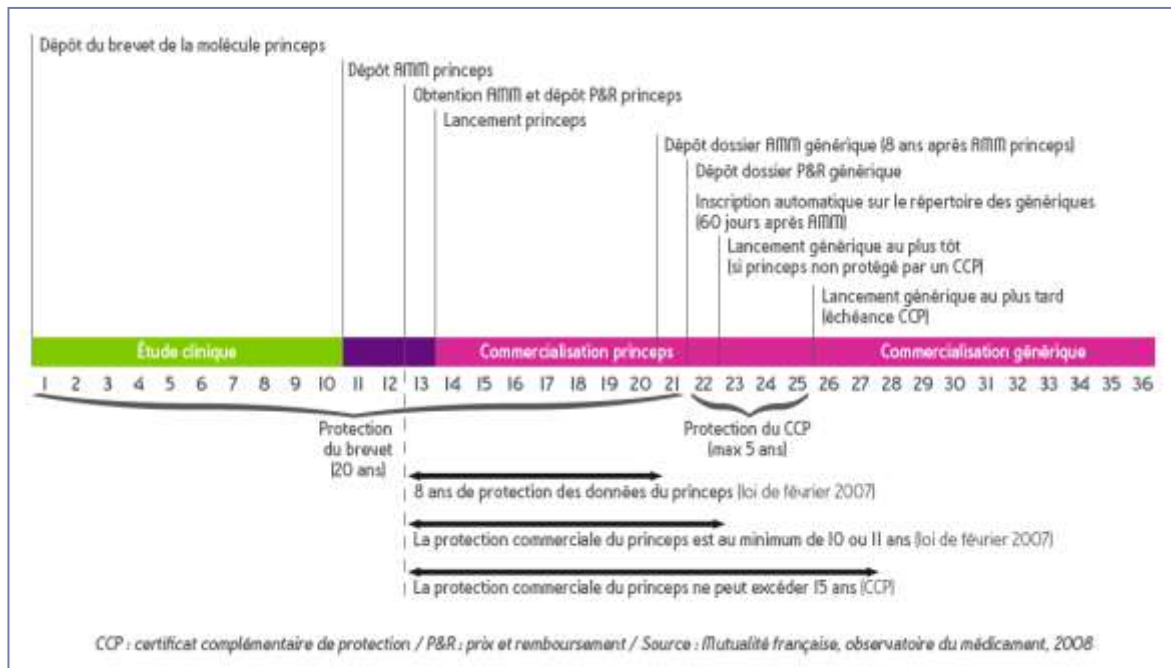 Dépôt du brevet de la molécule princeps
Dépôt AMM princeps
Obtention AMM et dépôt P&R princeps
Lancement princeps
Dépôt dossier AMM générique (8 ans après AMM princeps)
Dépôt dossier P&R générique
Inscription automatique sur le répertoire des génériques
(60 jours après AMM)
Lancement générique au plus tôt
(si princeps non protégé par un CCP)
Lancement générique au plus tard
(échéance CCP)
Étude clinique
Commercialisation princeps
Commercialisation générique
1 2 3 4 5 6 7 8 9 10 11 12 13 14 15 16 17 18 19 20 21 22 23 24 25 26 27 28 29 30 31 32 33 34 35 36
Protection
du brevet
(20 ans)
Protection du CCP
(max 5 ans)
8 ans de protection des données du princeps (loi de février 2007)
La protection commerciale du princeps est au minimum de 10 ou 11 ans (loi de février 2007)
La protection commerciale du princeps ne peut excéder 15 ans (CCP)
CCP : certificat complémentaire de protection / P&R : prix et remboursement / Source : Mutualité française, observatoire du médicament, 2008